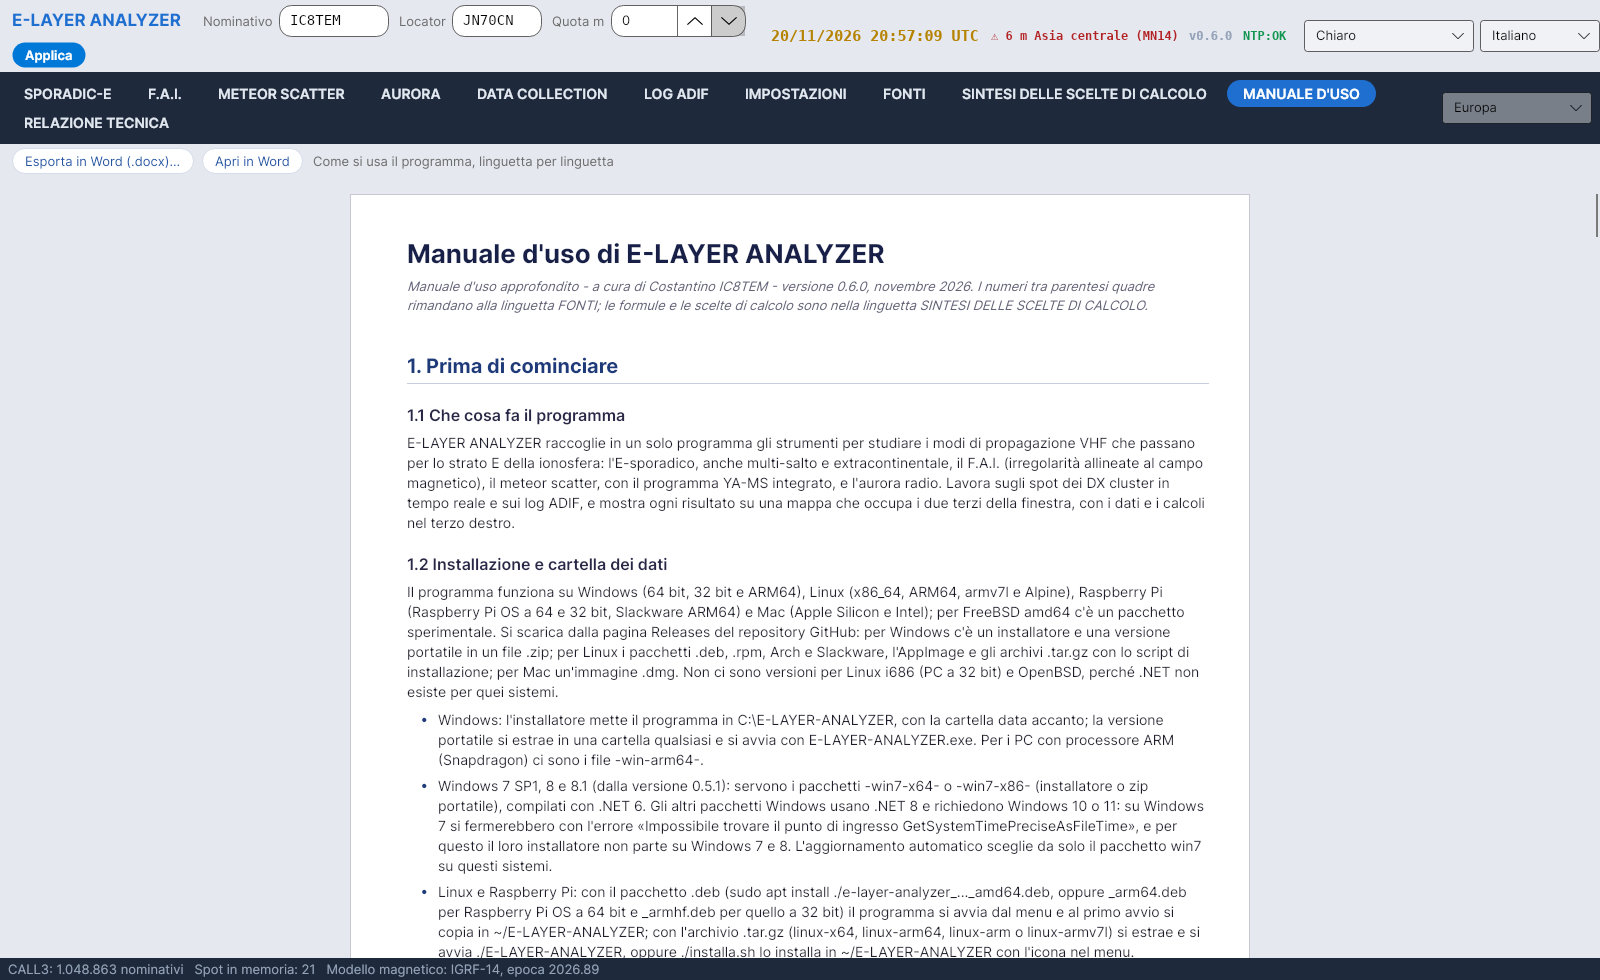 E-LAYER ANALYZER Nominativo IC8TEM Locator JN70CN Quota m 0
20/11/2026 20:57:09 UTC ⚠ 6 m Asia centrale (MN14) v0.6.0 NTP:OK Chiaro Italiano
Applica
SPORADIC-E F.A.I. METEOR SCATTER AURORA DATA COLLECTION LOG ADIF IMPOSTAZIONI FONTI SINTESI DELLE SCELTE DI CALCOLO MANUALE D'USO
RELAZIONE TECNICA
Europa
Esporta in Word (.docx)... Apri in Word Come si usa il programma, linguetta per linguetta
Manuale d'uso di E-LAYER ANALYZER
Manuale d'uso approfondito - a cura di Costantino IC8TEM - versione 0.6.0, novembre 2026. I numeri tra parentesi quadre
rimandano alla linguetta FONTI; le formule e le scelte di calcolo sono nella linguetta SINTESI DELLE SCELTE DI CALCOLO.
1. Prima di cominciare
1.1 Che cosa fa il programma
E-LAYER ANALYZER raccoglie in un solo programma gli strumenti per studiare i modi di propagazione VHF che passano
per lo strato E della ionosfera: l'E-sporadico, anche multi-salto e extracontinentale, il F.A.I. (irregolarità allineate al campo
magnetico), il meteor scatter, con il programma YA-MS integrato, e l'aurora radio. Lavora sugli spot dei DX cluster in
tempo reale e sui log ADIF, e mostra ogni risultato su una mappa che occupa i due terzi della finestra, con i dati e i calcoli
nel terzo destro.
1.2 Installazione e cartella dei dati
Il programma funziona su Windows (64 bit, 32 bit e ARM64), Linux (x86_64, ARM64, armv7l e Alpine), Raspberry Pi
(Raspberry Pi OS a 64 e 32 bit, Slackware ARM64) e Mac (Apple Silicon e Intel); per FreeBSD amd64 c'è un pacchetto
sperimentale. Si scarica dalla pagina Releases del repository GitHub: per Windows c'è un installatore e una versione
portatile in un file .zip; per Linux i pacchetti .deb, .rpm, Arch e Slackware, l'AppImage e gli archivi .tar.gz con lo script di
installazione; per Mac un'immagine .dmg. Non ci sono versioni per Linux i686 (PC a 32 bit) e OpenBSD, perché .NET non
esiste per quei sistemi.
• Windows: l'installatore mette il programma in C:\E-LAYER-ANALYZER, con la cartella data accanto; la versione
portatile si estrae in una cartella qualsiasi e si avvia con E-LAYER-ANALYZER.exe. Per i PC con processore ARM
(Snapdragon) ci sono i file -win-arm64-.
• Windows 7 SP1, 8 e 8.1 (dalla versione 0.5.1): servono i pacchetti -win7-x64- o -win7-x86- (installatore o zip
portatile), compilati con .NET 6. Gli altri pacchetti Windows usano .NET 8 e richiedono Windows 10 o 11: su Windows
7 si fermerebbero con l'errore «Impossibile trovare il punto di ingresso GetSystemTimePreciseAsFileTime», e per
questo il loro installatore non parte su Windows 7 e 8. L'aggiornamento automatico sceglie da solo il pacchetto win7
su questi sistemi.
• Linux e Raspberry Pi: con il pacchetto .deb (sudo apt install ./e-layer-analyzer_..._amd64.deb, oppure _arm64.deb
per Raspberry Pi OS a 64 bit e _armhf.deb per quello a 32 bit) il programma si avvia dal menu e al primo avvio si
copia in ~/E-LAYER-ANALYZER; con l'archivio .tar.gz (linux-x64, linux-arm64, linux-arm o linux-armv7l) si estrae e si
avvia ./E-LAYER-ANALYZER, oppure ./installa.sh lo installa in ~/E-LAYER-ANALYZER con l'icona nel menu.
CALL3: 1.048.863 nominativi Spot in memoria: 21 Modello magnetico: IGRF-14, epoca 2026.89